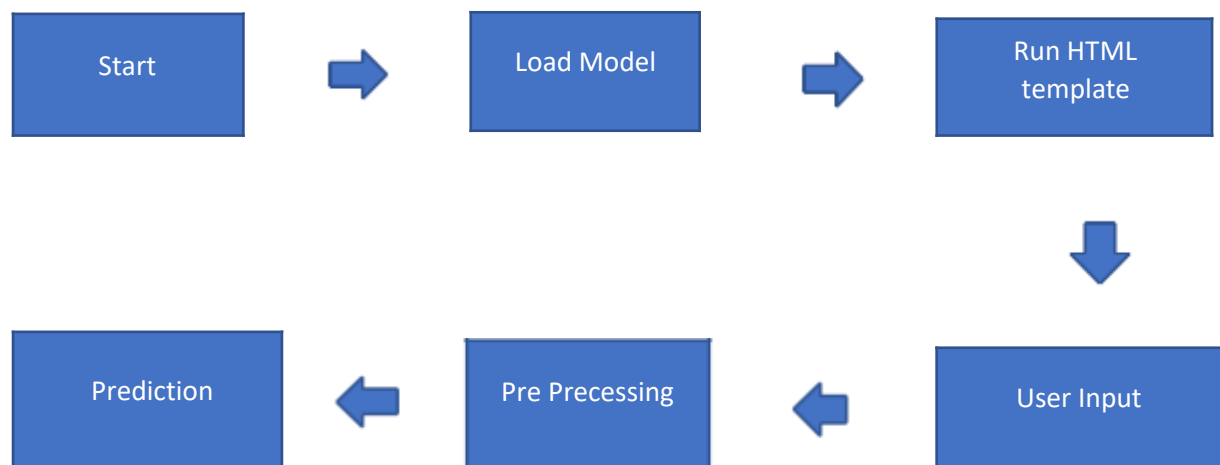 Start
Load Model
Run HTML
template
User Input
Pre Precessing
Prediction